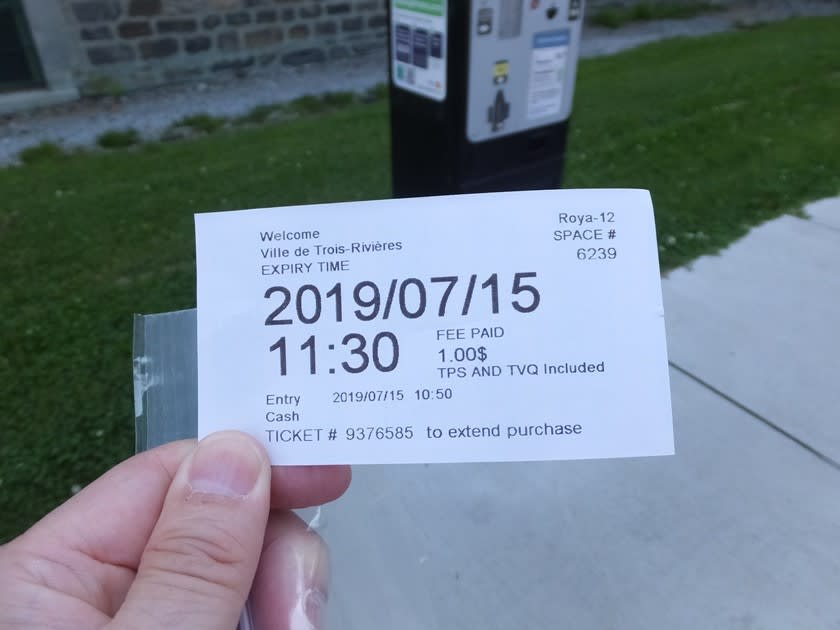 Welcome
Ville de Trois-Rivières
EXPIRY TIME
Roya-12
SPACE #
6239
2019/07/15
11:30
FEE PAID
1.00$
TPS AND TVQ Included
Entry 2019/07/15 10:50
Cash
TICKET # 9376585 to extend purchase